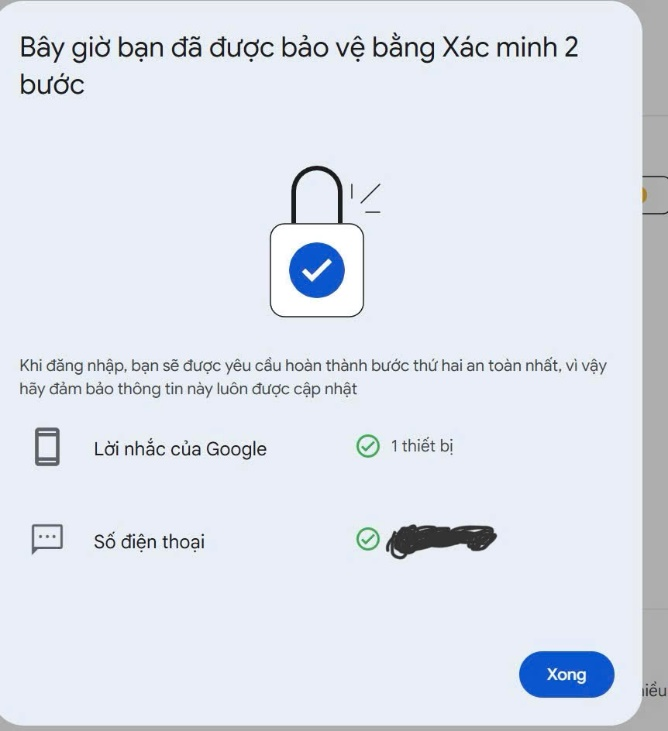 Bây giờ bạn đã được bảo vệ bằng Xác minh 2
bước
Khi đăng nhập, bạn sẽ được yêu cầu hoàn thành bước thứ hai an toàn nhất, vì vậy
hãy đảm bảo thông tin này luôn được cập nhật
Lời nhắc của Google
1 thiết bị
Số điện thoại
Xong